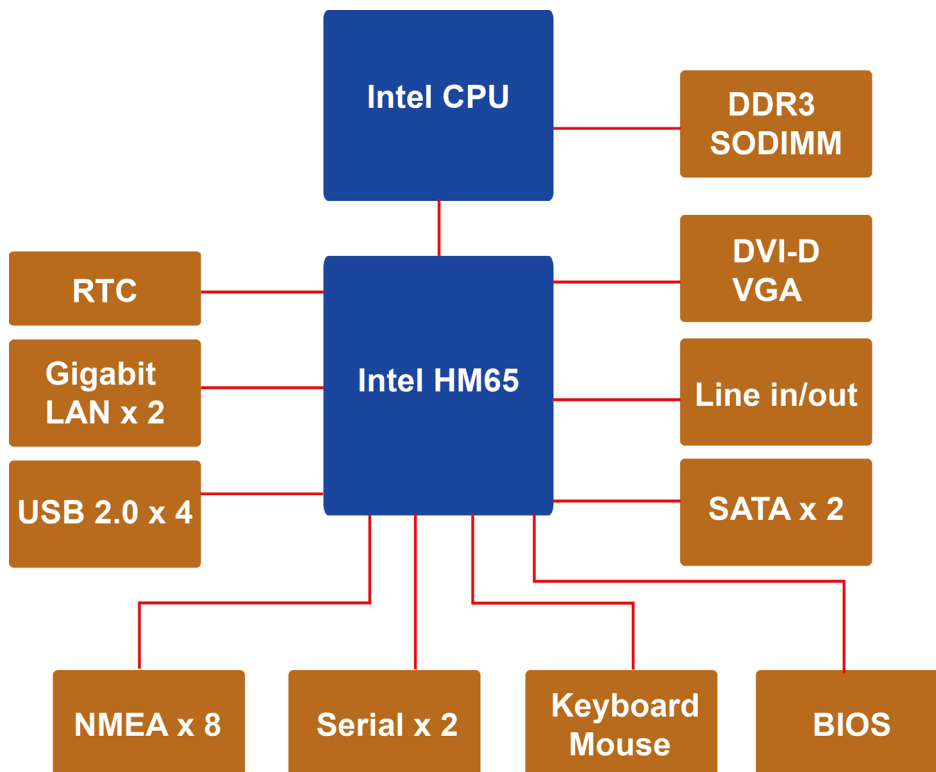 Intel CPU
DDR3
SODIMM
DVI-D
VGA
RTC
Intel HM65
Gigabit
LAN x 2
Line in/out
USB 2.0 x 4
SATA x 2
NMEA x 8
Serial x 2
Keyboard
Mouse
BIOS